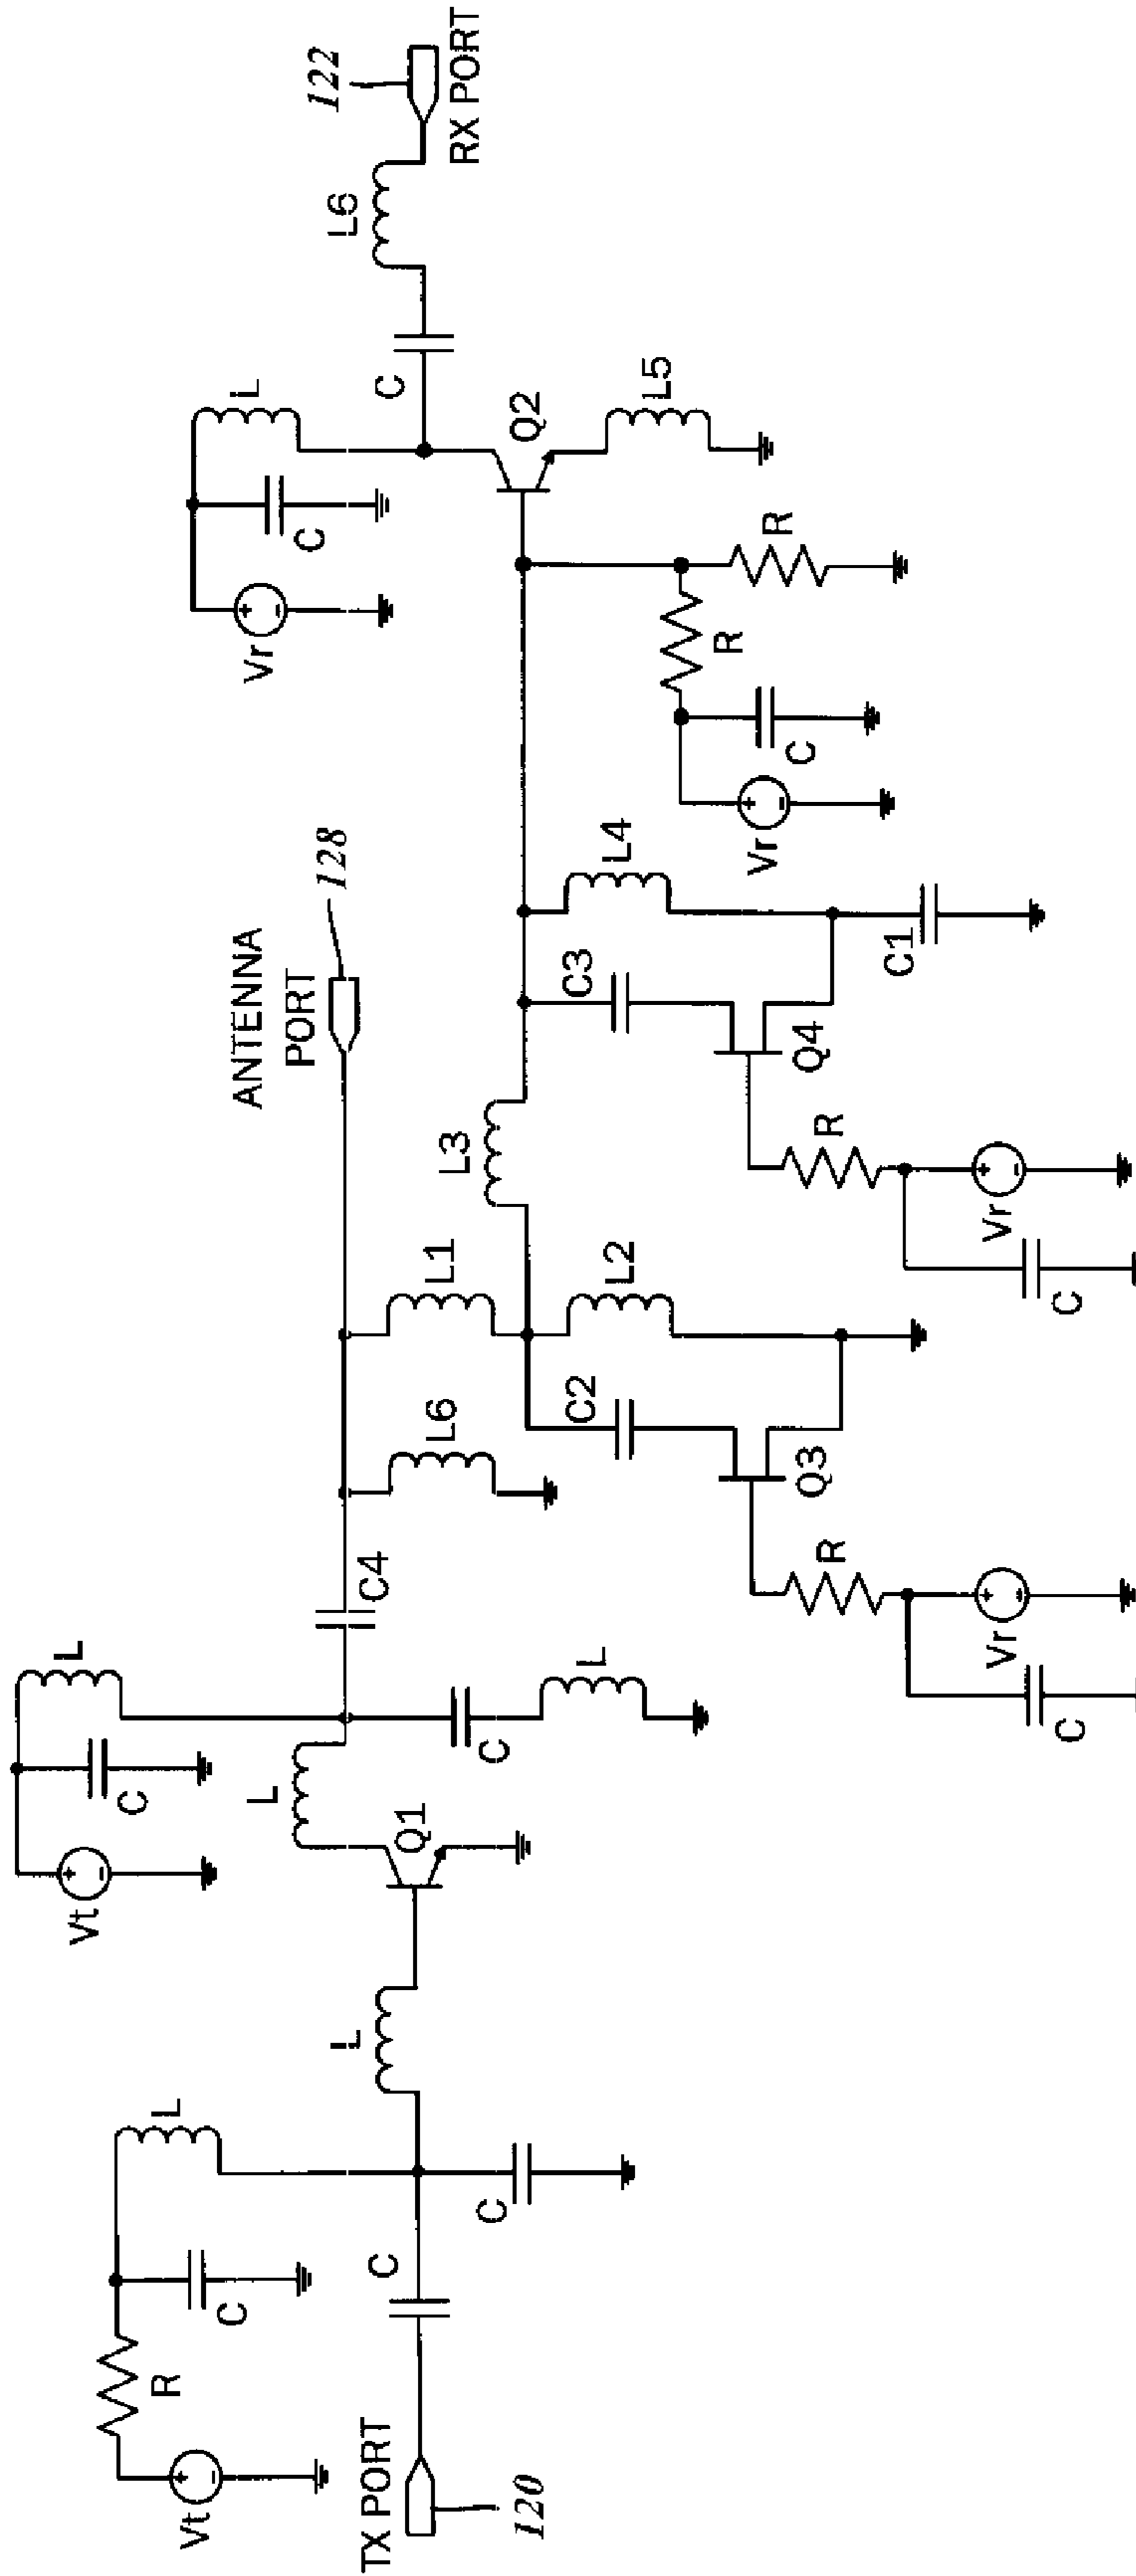 Vt
R
C
L
TX PORT
120
C
C
L
Q1
Vt
C
L
L
C
L
C4
L6
ANTENNA
PORT
128
L1
L2
C2
Q3
R
Vr
C
L3
C3
L4
Q4
C1
R
Vr
C
Vr
C
R
R
Q2
L5
Vr
C
L
C
L6
122
RX PORT